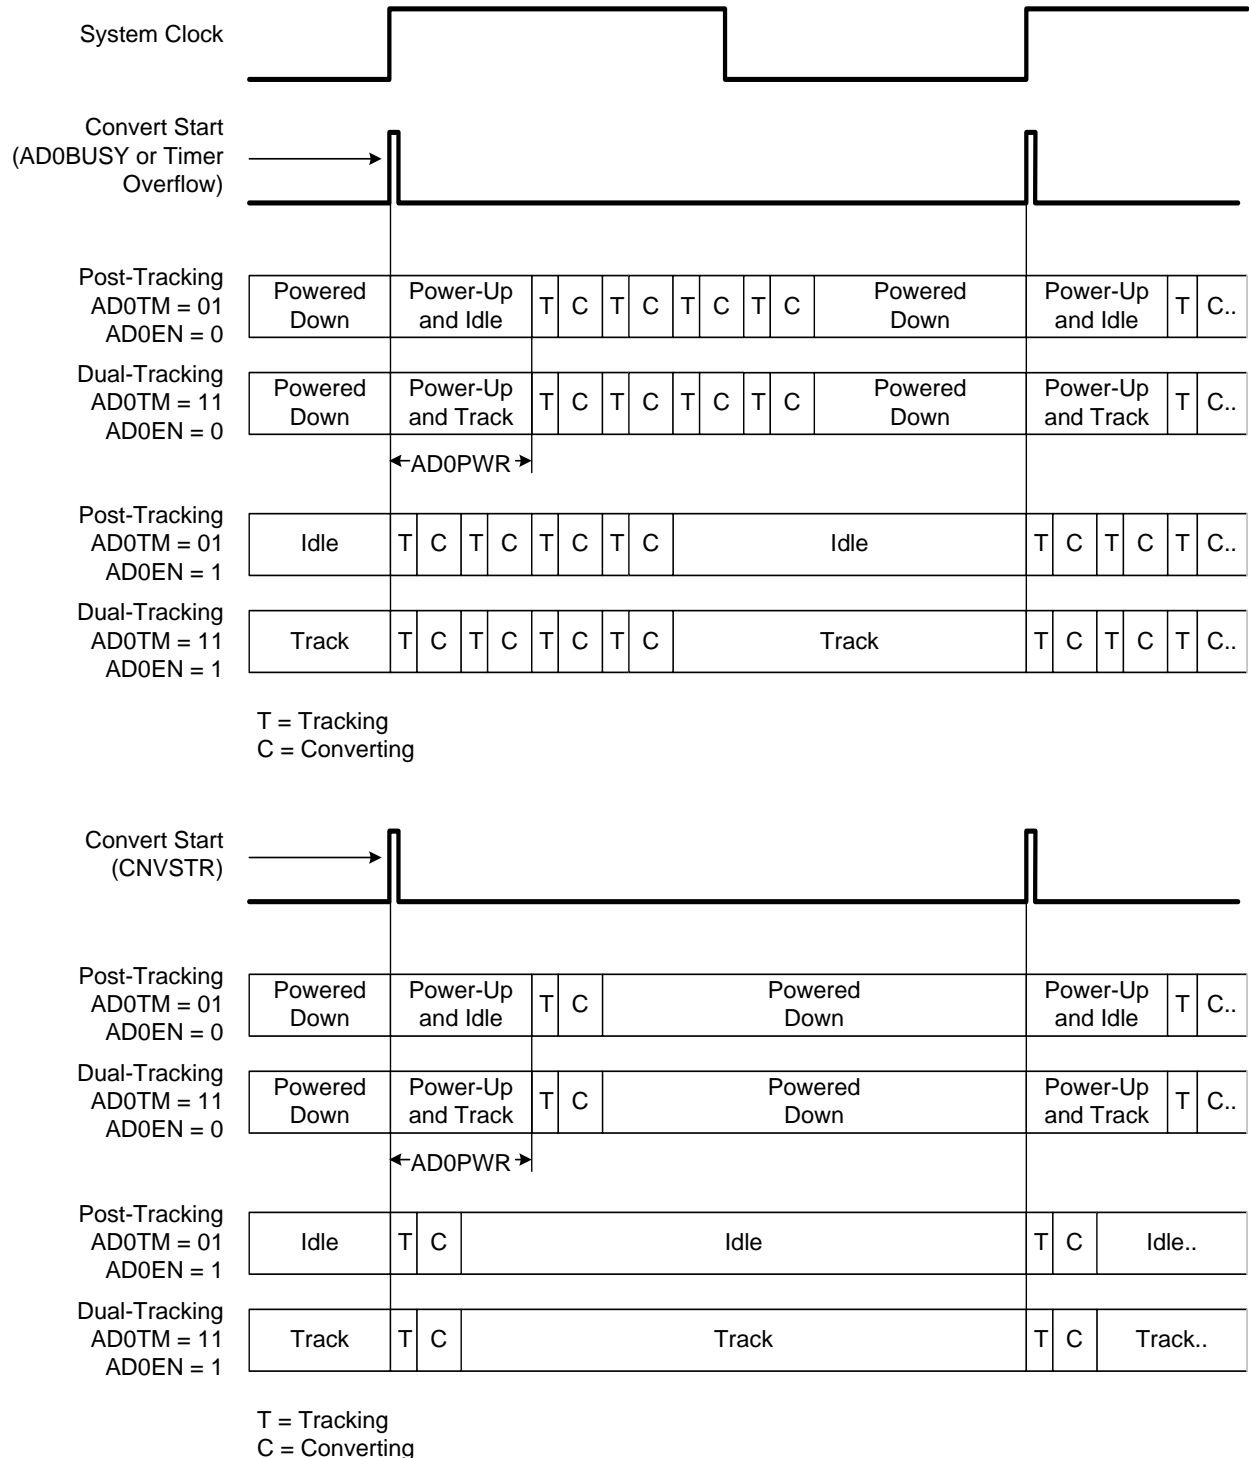 System Clock
Convert Start
(AD0BUSY or Timer
Overflow)
Post-Tracking
AD0TM = 01
AD0EN = 0
Powered
Down
Power-Up
and Idle
T C T C T C T C
Powered
Down
Power-Up
and Idle
T C..
Dual-Tracking
AD0TM = 11
AD0EN = 0
Powered
Down
Power-Up
and Track
T C T C T C T C
Powered
Down
Power-Up
and Track
T C..
AD0PWR
Post-Tracking
AD0TM = 01
AD0EN = 1
Idle T C T C T C T C Idle T C T C T C..
Dual-Tracking
AD0TM = 11
AD0EN = 1
Track T C T C T C T C Track T C T C T C..
T = Tracking
C = Converting
Convert Start
(CNVSTR)
Post-Tracking
AD0TM = 01
AD0EN = 0
Powered
Down
Power-Up
and Idle
T C
Powered
Down
Power-Up
and Idle
T C..
Dual-Tracking
AD0TM = 11
AD0EN = 0
Powered
Down
Power-Up
and Track
T C
Powered
Down
Power-Up
and Track
T C..
AD0PWR
Post-Tracking
AD0TM = 01
AD0EN = 1
Idle T C Idle T C Idle..
Dual-Tracking
AD0TM = 11
AD0EN = 1
Track T C Track T C Track..
T = Tracking
C = Converting